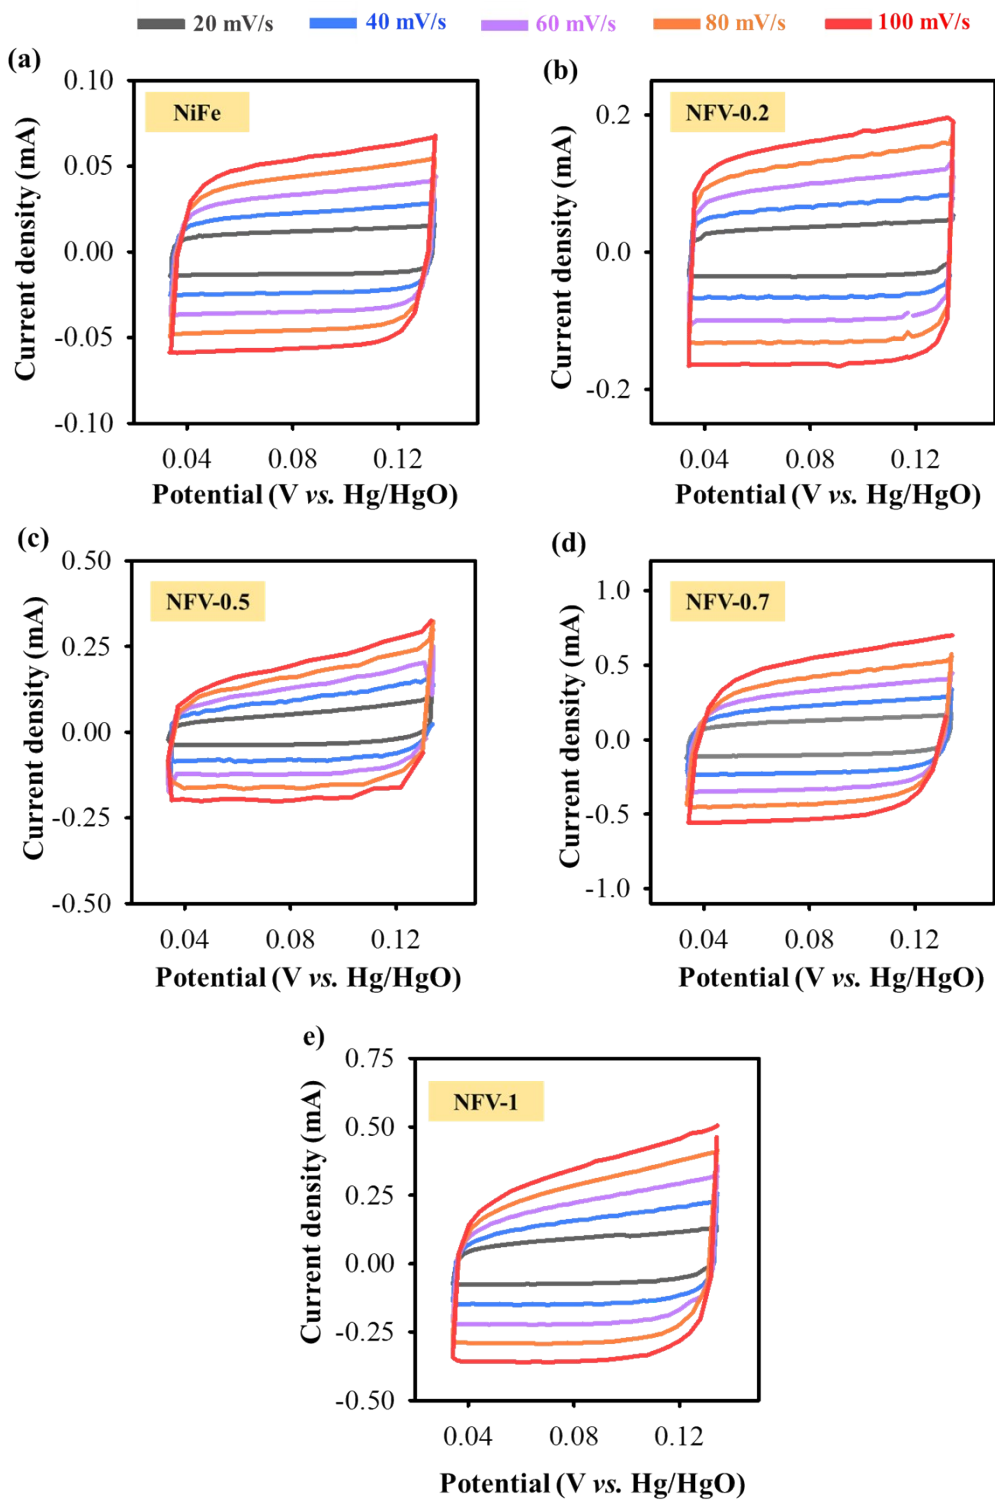 20 mV/s 40 mV/s 60 mV/s 80 mV/s 100 mV/s
(a)
NiFe
Current density (mA)
0.10
0.05
0.00
-0.05
-0.10
0.04 0.08 0.12
Potential (V vs. Hg/HgO)
(b)
NFV-0.2
Current density (mA)
0.2
0.0
-0.2
0.04 0.08 0.12
Potential (V vs. Hg/HgO)
(c)
NFV-0.5
Current density (mA)
0.50
0.25
0.00
-0.25
-0.50
0.04 0.08 0.12
Potential (V vs. Hg/HgO)
(d)
NFV-0.7
Current density (mA)
1.0
0.5
0.0
-0.5
-1.0
0.04 0.08 0.12
Potential (V vs. Hg/HgO)
e)
NFV-1
Current density (mA)
0.75
0.50
0.25
0.00
-0.25
-0.50
0.04 0.08 0.12
Potential (V vs. Hg/HgO)